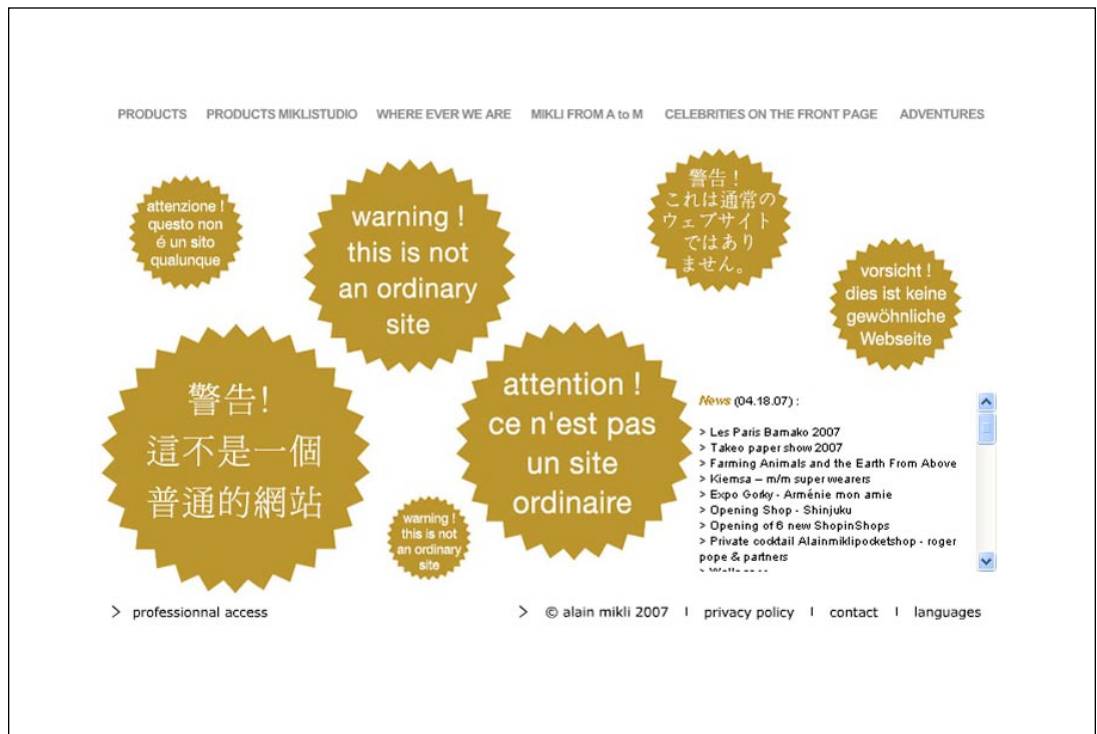 PRODUCTS PRODUCTS MIKLISTUDIO WHERE EVER WE ARE MIKLI FROM A to M CELEBRITIES ON THE FRONT PAGE ADVENTURES
attenzione !
questo non
é un sito
qualunque
warning !
this is not
an ordinary
site
警告！
これは通常の
ウェブサイト
ではあり
ません。
vorsicht !
dies ist keine
gewöhnliche
Webseite
警告!
這不是一個
普通的網站
attention !
ce n'est pas
un site
ordinaire
warning !
this is not
an ordinary
site
News (04.18.07) :
> Les Paris Bamako 2007
> Takeo paper show 2007
> Farming Animals and the Earth From Above
> Kiemsa – m/m super wearers
> Expo Gorky - Arménie mon amie
> Opening Shop - Shinjuku
> Opening of 6 new ShopinShops
> Private cocktail Alainmiklipocketshop - roger
pope & partners
> professionnal access
> © alain mikli 2007 | privacy policy | contact | languages